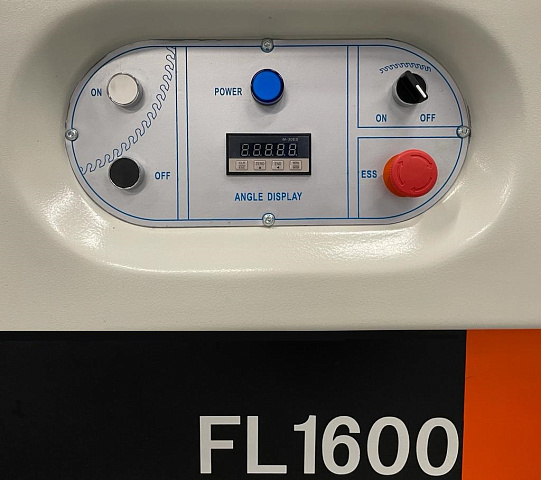 ON
OFF
POWER
ANGLE DISPLAY
ON OFF
ESS
FL1600